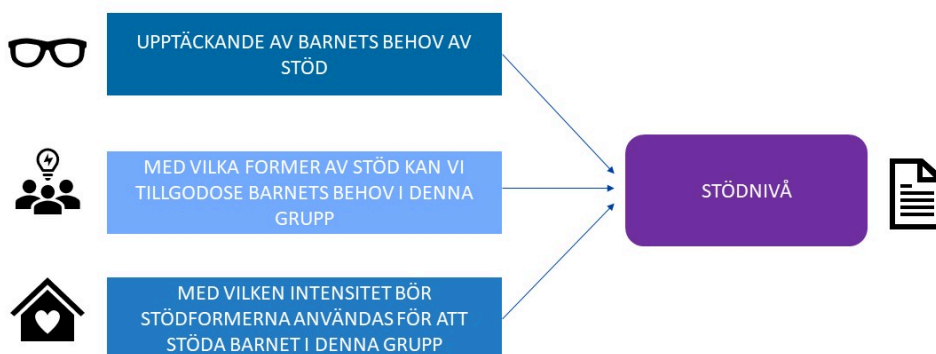 UPPTÄCKANDE AV BARNETS BEHOV AV
STÖD
MED VILKA FORMER AV STÖD KAN VI
TILLGODOSE BARNETS BEHOV I DENNA
GRUPP
STÖDNIVÅ
MED VILKEN INTENSITET BÖR
STÖDFORMERNA ANVÄNDAS FÖR ATT
STÖDA BARNET I DENNA GRUPP